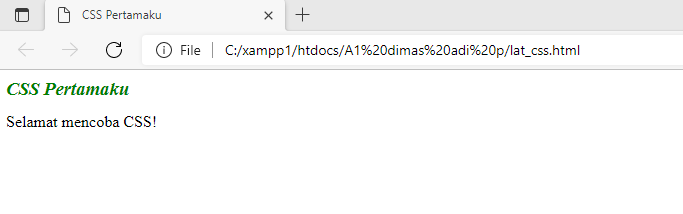 CSS Pertamaku
File
C:/xampp1/htdocs/A1%20dimas%20adi%20p/lat_css.html
CSS Pertamaku
Selamat mencoba CSS!